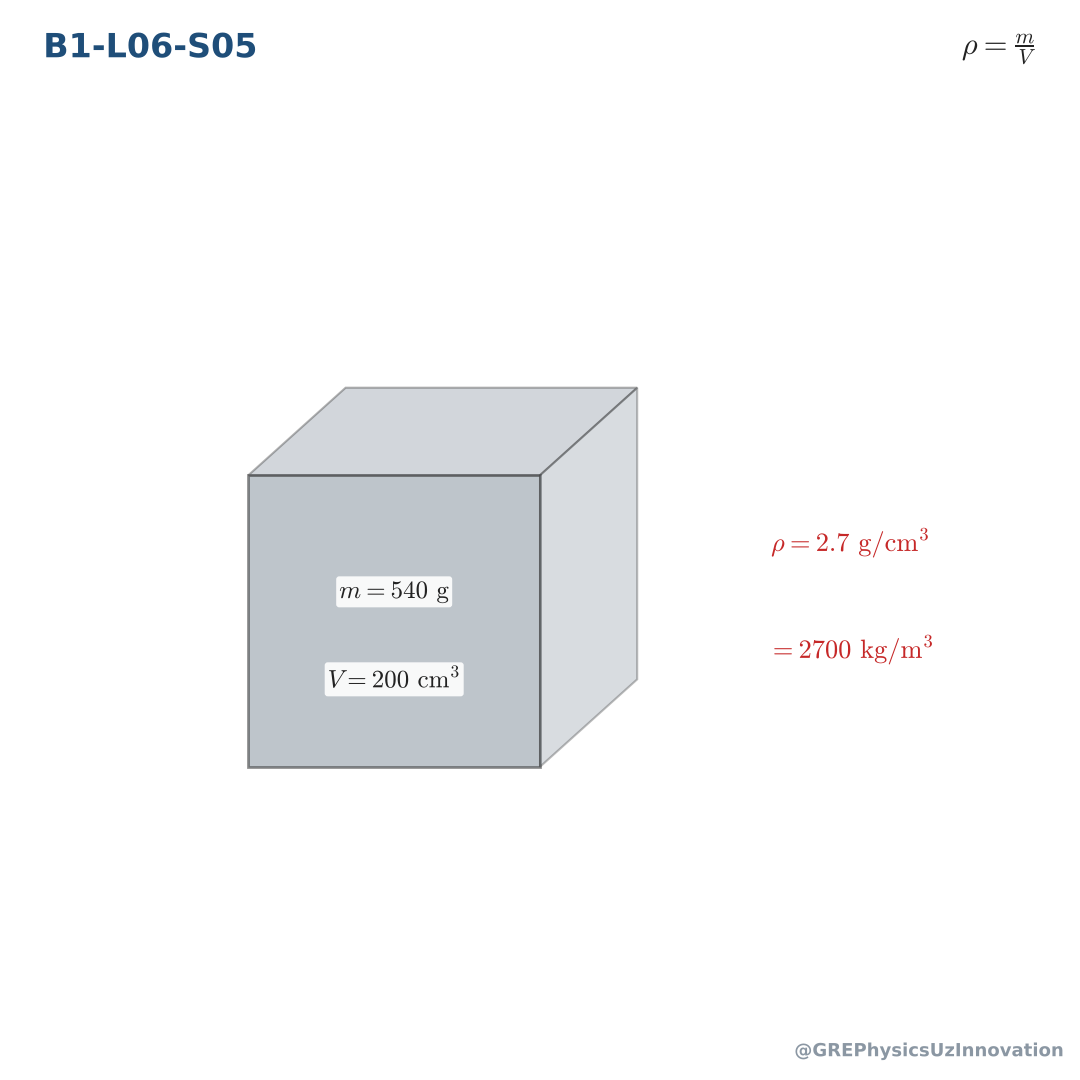 B1-L06-S05
ρ = m/V
ρ = 2.7 g/cm³
m = 540 g
= 2700 kg/m³
V = 200 cm³
@GREPhysicsUzInnovation